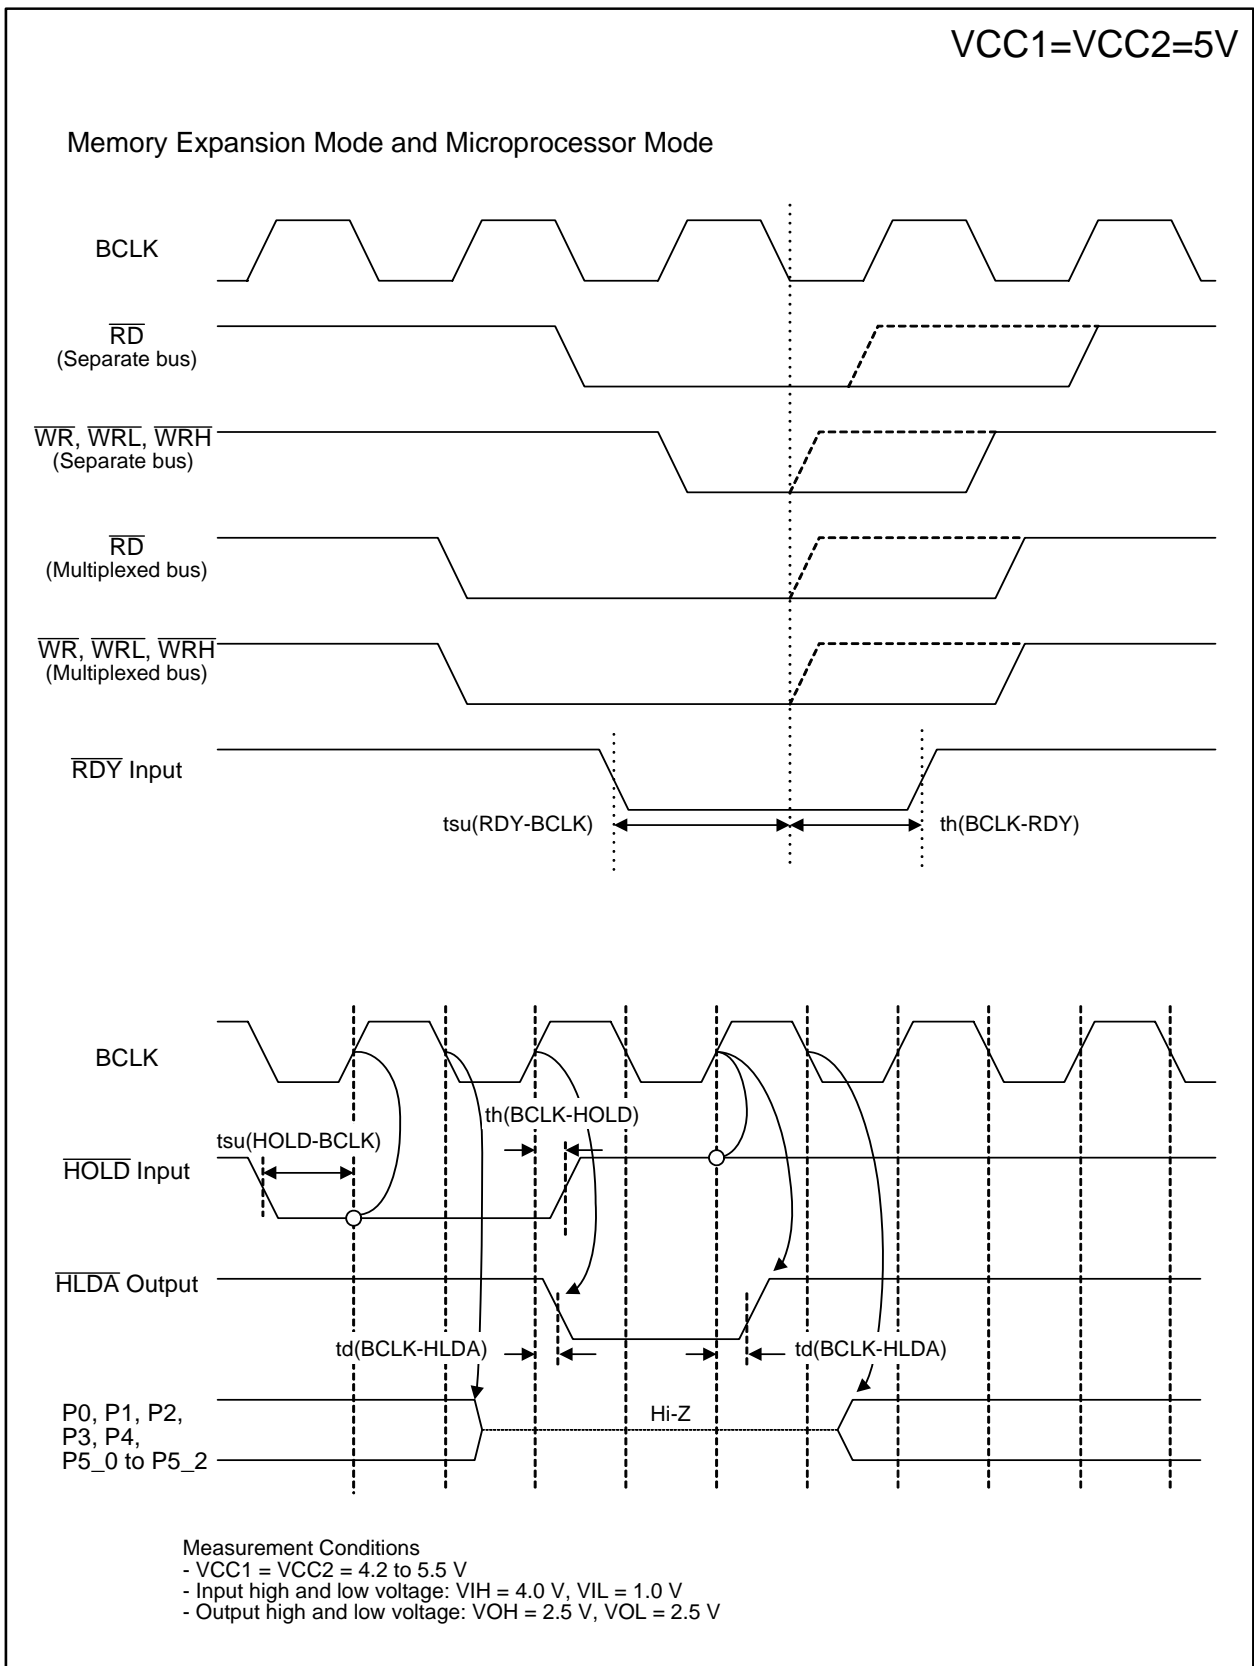 VCC1=VCC2=5V
Memory Expansion Mode and Microprocessor Mode
BCLK
RD
(Separate bus)
WR, WRL, WRH
(Separate bus)
RD
(Multiplexed bus)
WR, WRL, WRH
(Multiplexed bus)
RDY Input
tsu(RDY-BCLK)
th(BCLK-RDY)
BCLK
th(BCLK-HOLD)
tsu(HOLD-BCLK)
HOLD Input
HLDA Output
td(BCLK-HLDA)
td(BCLK-HLDA)
Hi-Z
P0, P1, P2,
P3, P4,
P5_0 to P5_2
Measurement Conditions
- VCC1 = VCC2 = 4.2 to 5.5 V
- Input high and low voltage: VIH = 4.0 V, VIL = 1.0 V
- Output high and low voltage: VOH = 2.5 V, VOL = 2.5 V